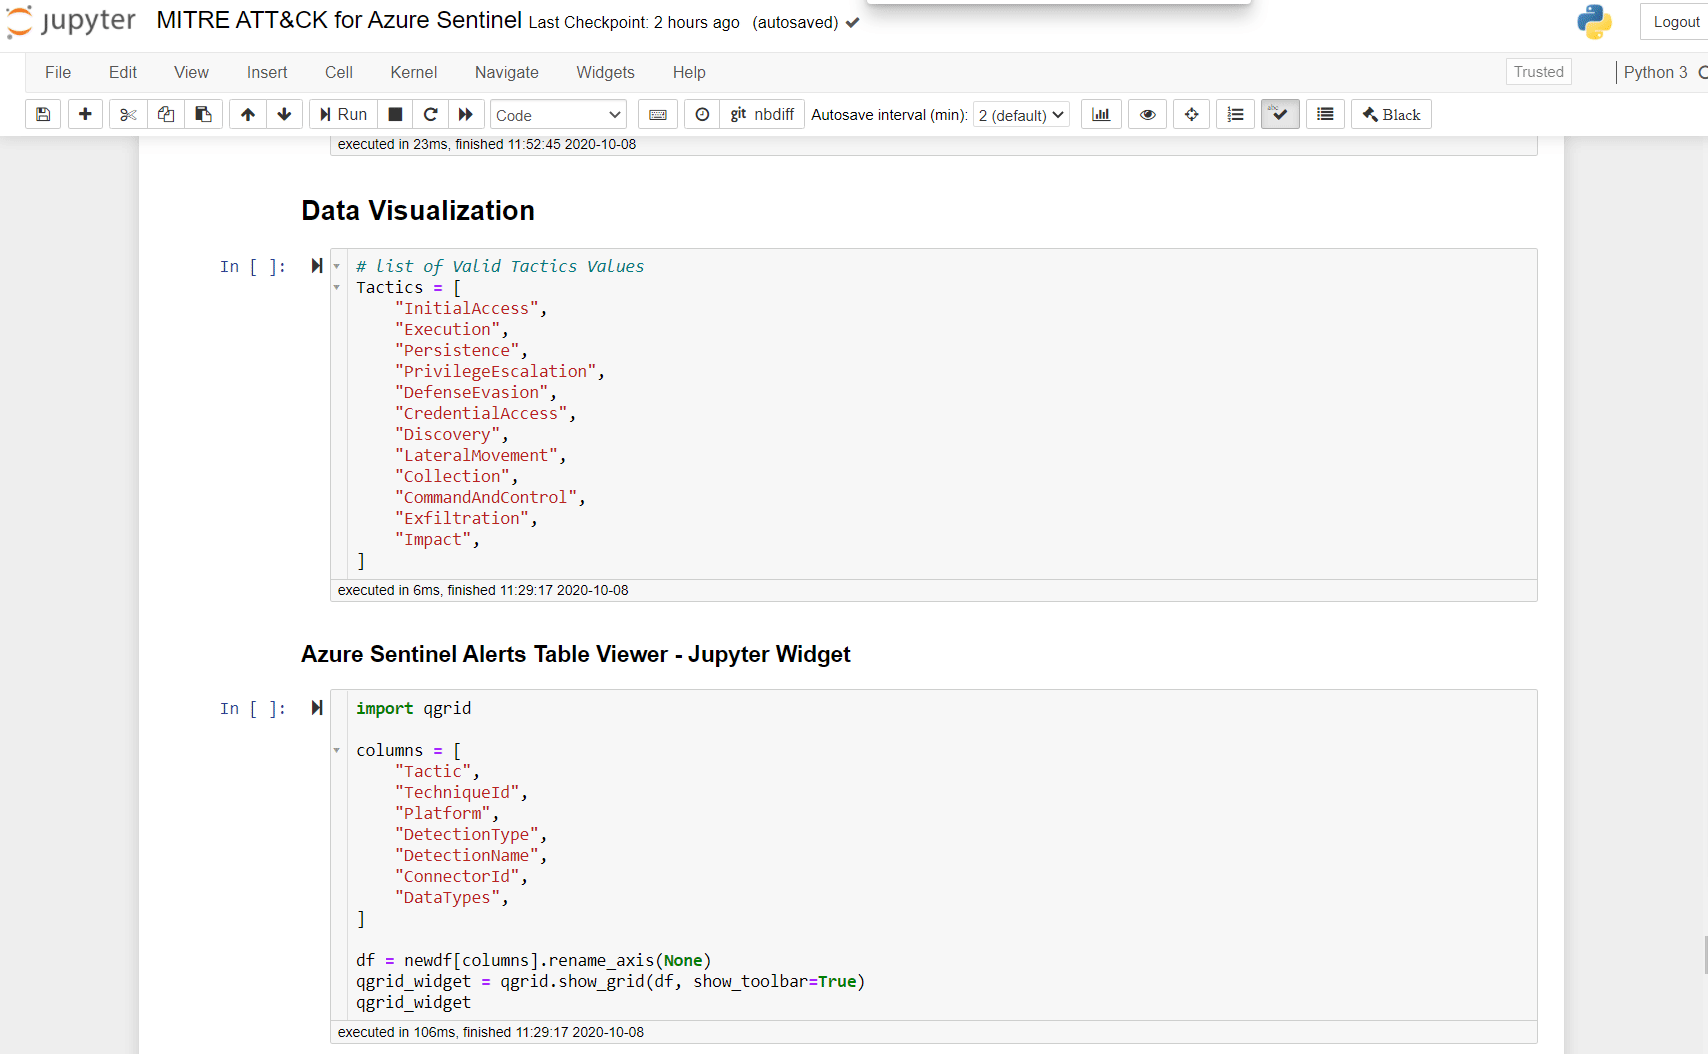 jupyter MITRE ATT&CK for Azure Sentinel Last Checkpoint: 2 hours ago (autosaved) Logout
File Edit View Insert Cell Kernel Navigate Widgets Help Trusted Python 3
Run Code git nbdiff Autosave interval (min): 2 (default) abc Black
executed in 23ms, finished 11:52:45 2020-10-08
Data Visualization
In [ ]: # list of Valid Tactics Values
Tactics = [
"InitialAccess",
"Execution",
"Persistence",
"PrivilegeEscalation",
"DefenseEvasion",
"CredentialAccess",
"Discovery",
"LateralMovement",
"Collection",
"CommandAndControl",
"Exfiltration",
"Impact",
]
executed in 6ms, finished 11:29:17 2020-10-08
Azure Sentinel Alerts Table Viewer - Jupyter Widget
In [ ]: import qgrid
columns = [
"Tactic",
"TechniqueId",
"Platform",
"DetectionType",
"DetectionName",
"ConnectorId",
"DataTypes",
]
df = newdf[columns].rename_axis(None)
qgrid_widget = qgrid.show_grid(df, show_toolbar=True)
qgrid_widget
executed in 106ms, finished 11:29:17 2020-10-08